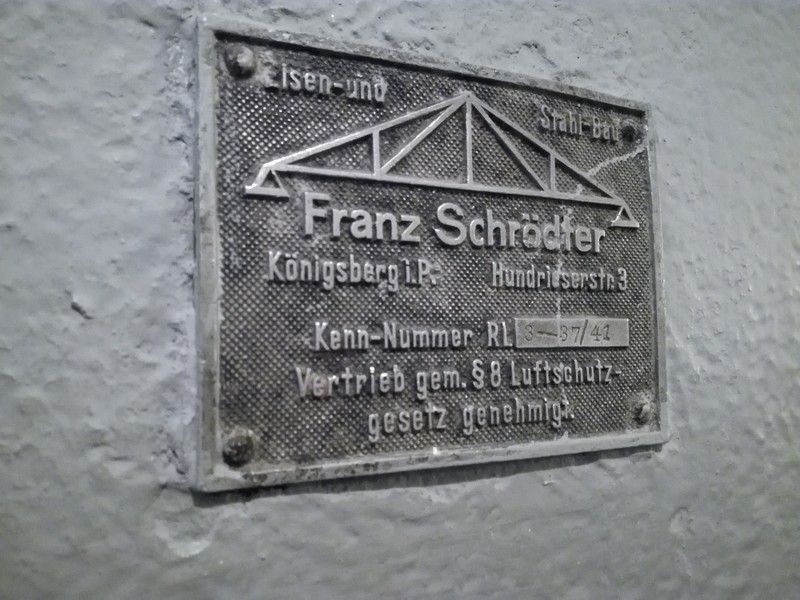 Eisen-und
Stahl-Bau
Franz Schrödter
Königsberg i.P. Hundrieserstr. 3
Kenn-Nummer RL 3—37/41
Vertrieb gem. § 8 Luftschutz-
gesetz genehmigt.